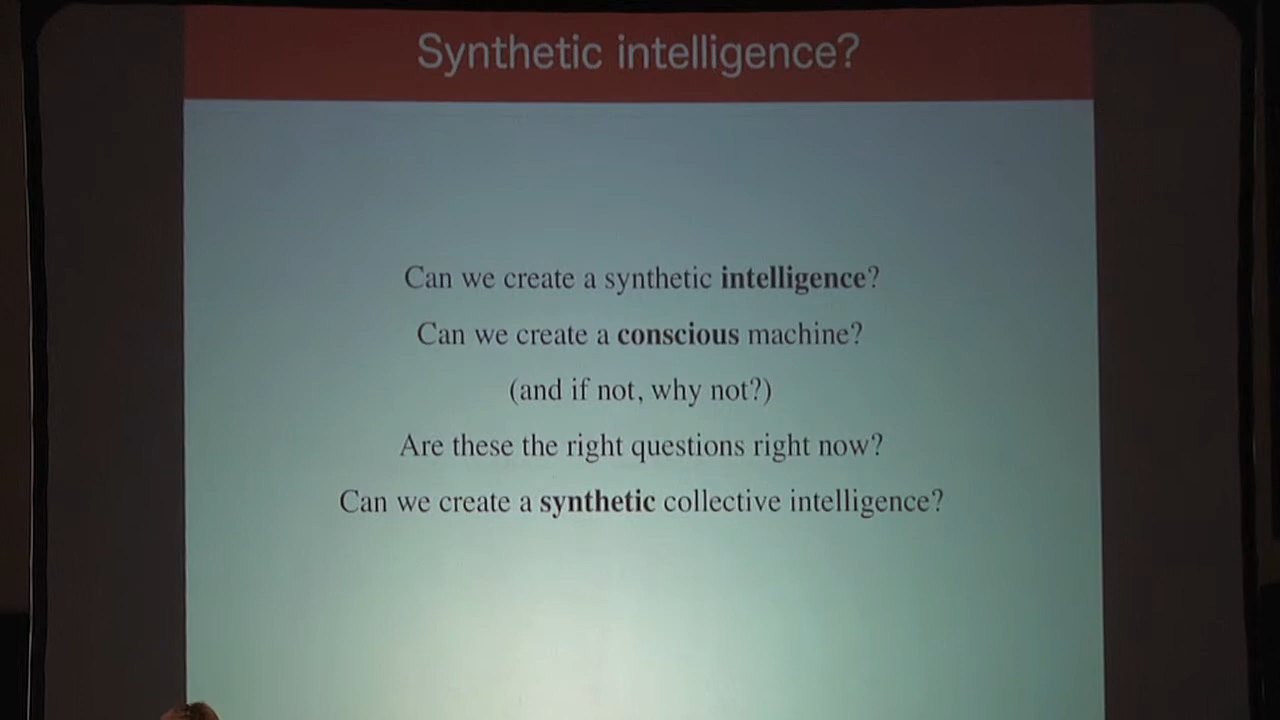 Synthetic intelligence?
Can we create a synthetic intelligence?
Can we create a conscious machine?
(and if not, why not?)
Are these the right questions right now?
Can we create a synthetic collective intelligence?